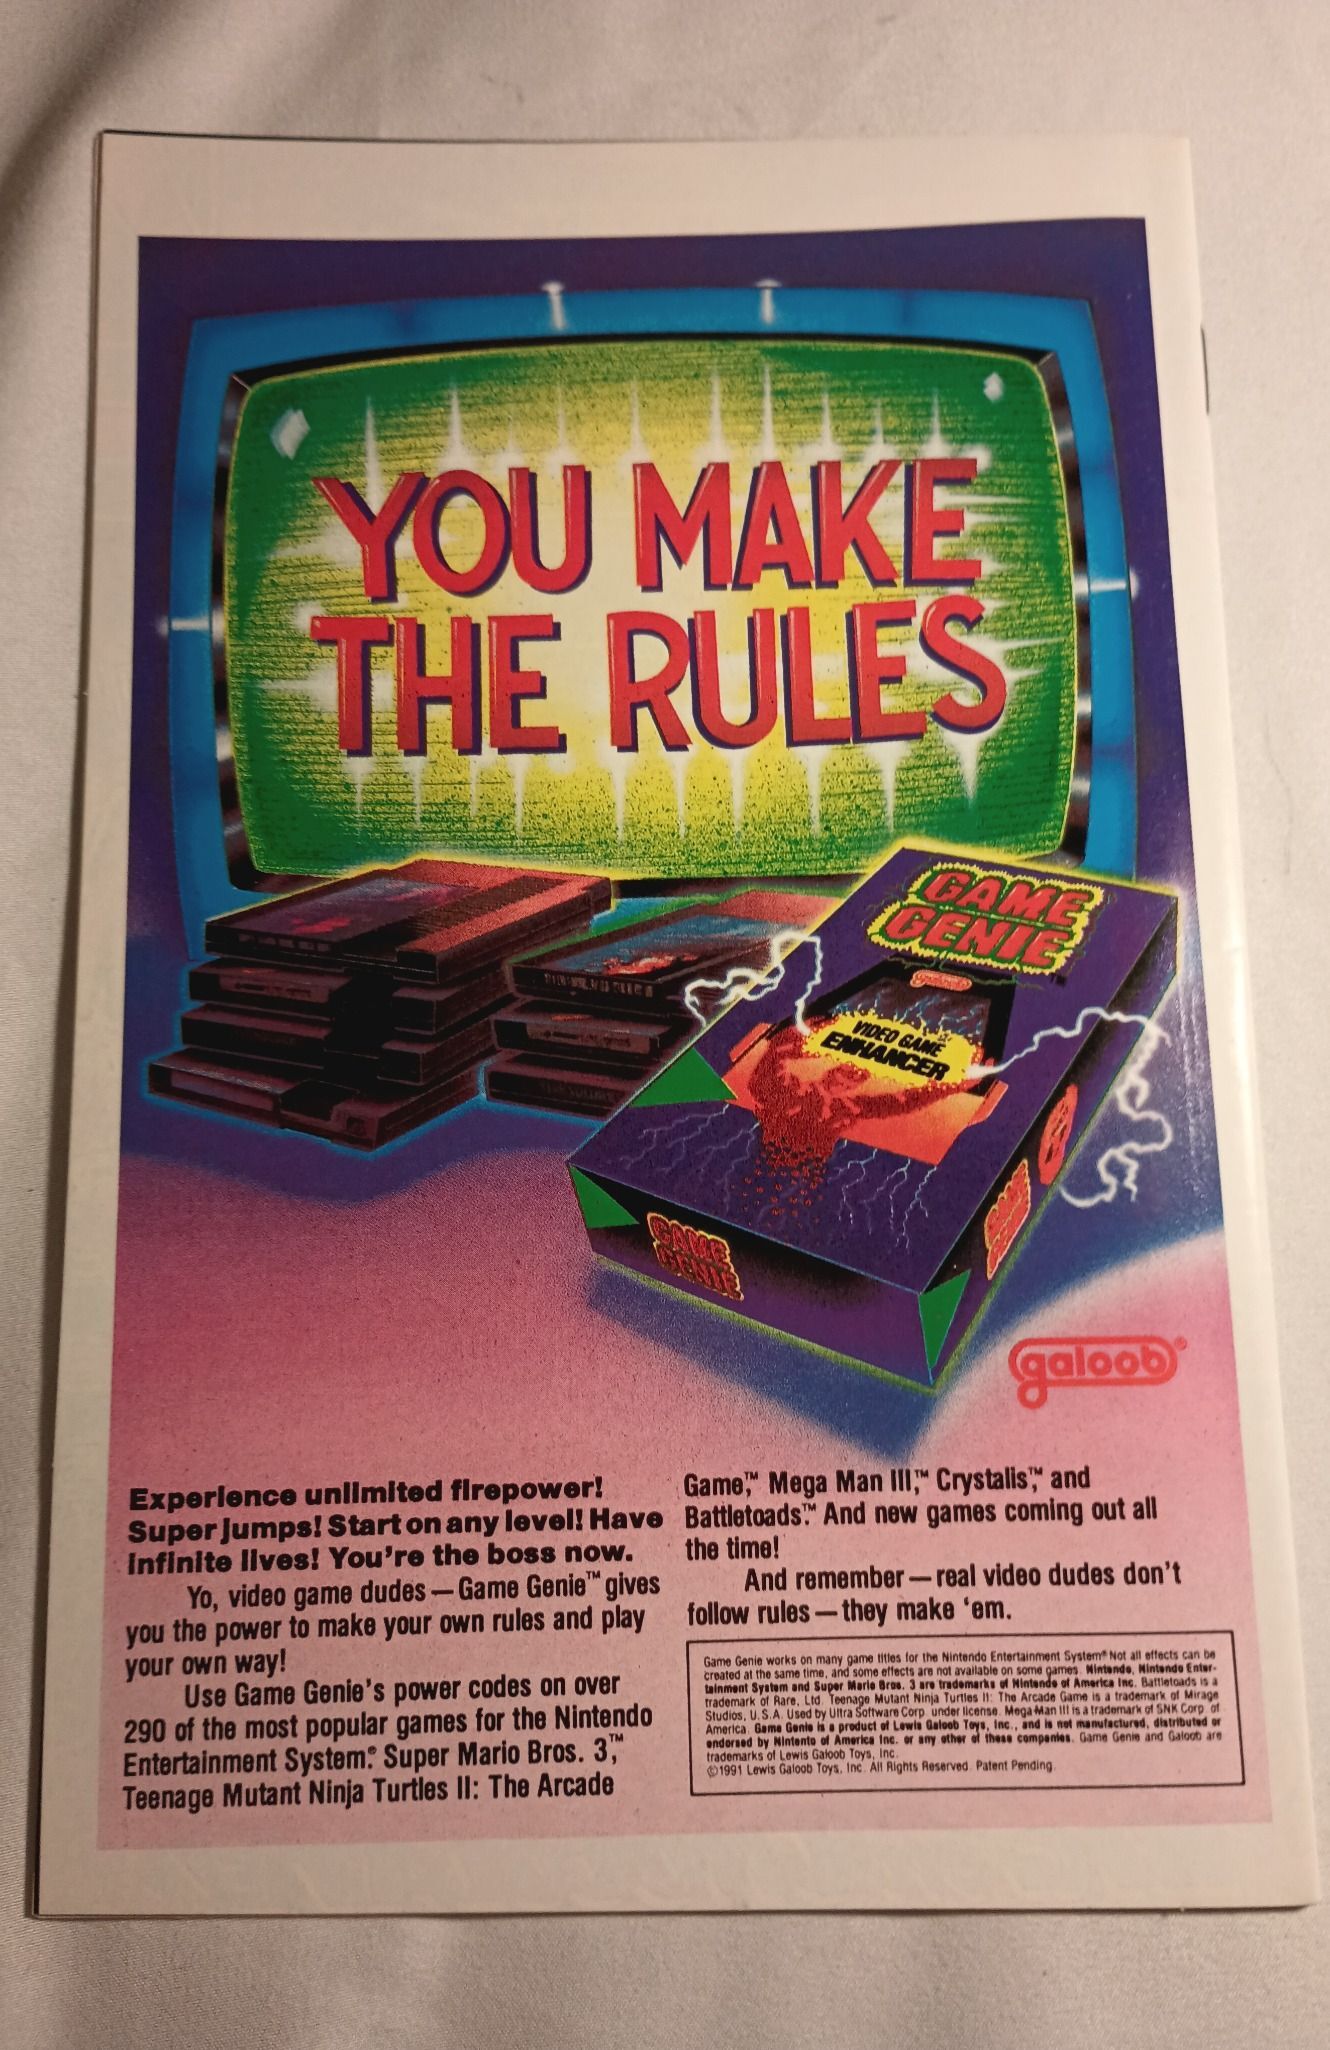 YOU MAKE
THE RULES
GAME
GENIE
galoob
VIDEO GAME
ENHANCER
GAME
GENIE
GAME
GENIE
galoob®
Experience unlimited firepower!
Super jumps! Start on any level! Have
infinite lives! You're the boss now.
Yo, video game dudes — Game Genie™ gives
you the power to make your own rules and play
your own way!
Use Game Genie's power codes on over
290 of the most popular games for the Nintendo
Entertainment System.® Super Mario Bros. 3,™
Teenage Mutant Ninja Turtles II: The Arcade
Game,™ Mega Man III,™ Crystalis,™ and
Battletoads.™ And new games coming out all
the time!
And remember — real video dudes don't
follow rules — they make 'em.
Game Genie works on many game titles for the Nintendo Entertainment System® Not all effects can be
created at the same time, and some effects are not available on some games. Nintendo, Nintendo Enter-
tainment System and Super Mario Bros. 3 are trademarks of Nintendo of America Inc. Battletoads is a
trademark of Rare, Ltd. Teenage Mutant Ninja Turtles II: The Arcade Game is a trademark of Mirage
Studios, U.S.A. Used by Ultra Software Corp. under license. Mega Man III is a trademark of SNK Corp. of
America. Game Genie is a product of Lewis Galoob Toys, Inc., and is not manufactured, distributed or
endorsed by Nintento of America Inc. or any other of these companies. Game Genie and Galoob are
trademarks of Lewis Galoob Toys, Inc.
©1991 Lewis Galoob Toys, Inc. All Rights Reserved. Patent Pending.